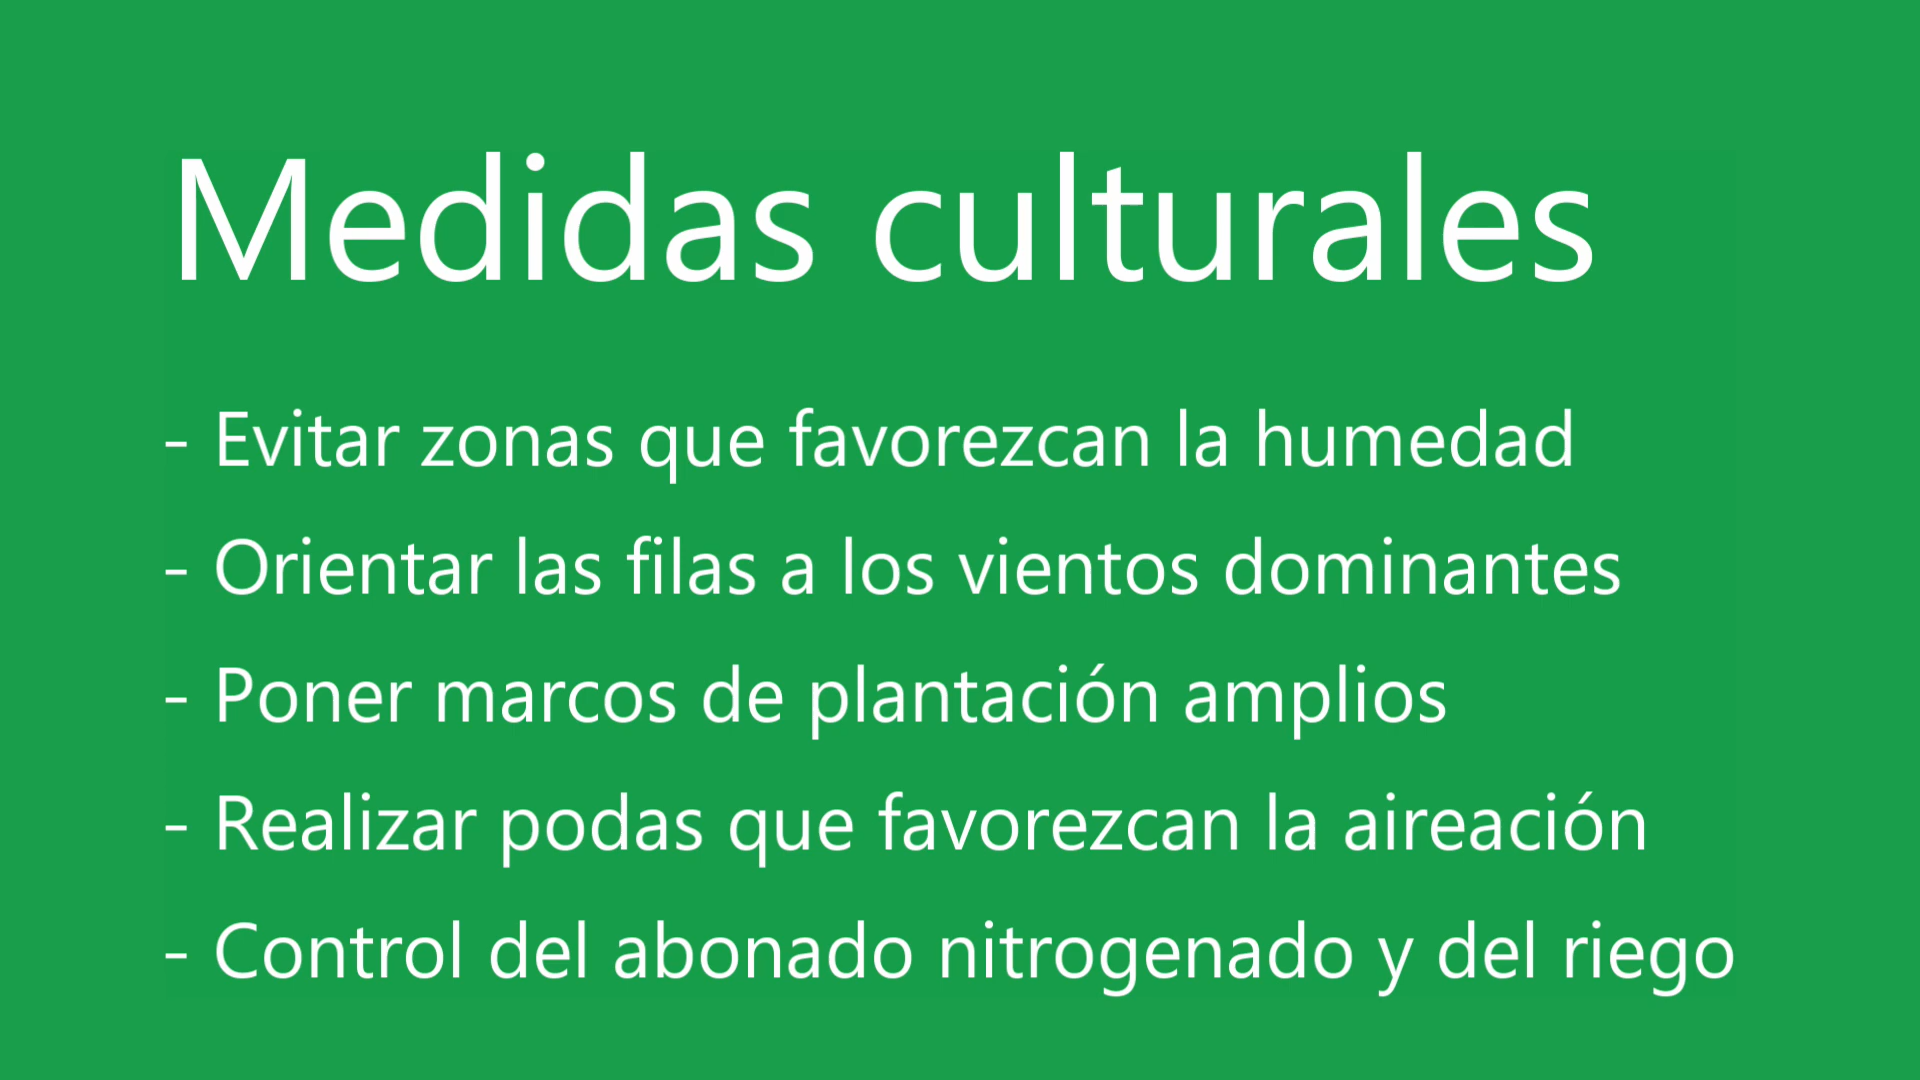 Medidas culturales
- Evitar zonas que favorezcan la humedad
- Orientar las filas a los vientos dominantes
- Poner marcos de plantación amplios
- Realizar podas que favorezcan la aireación
- Control del abonado nitrogenado y del riego